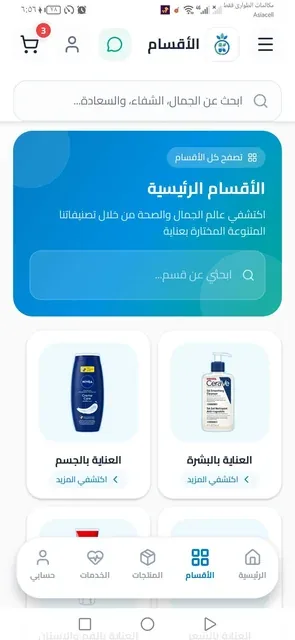 مكالمات الطوارئ فقط
Asiacell
٦:٥٦
٧٨
الأقسام
3
ابحث عن الجمال، الشفاء، والسعادة...
تصفح كل الأقسام
الأقسام الرئيسية
اكتشفي عالم الجمال والصحة من خلال تصنيفاتنا
المتنوعة المختارة بعناية
ابحثي عن قسم...
CeraVe
NIVEA
العناية بالبشرة
العناية بالجسم
اكتشفي المزيد
اكتشفي المزيد
الرئيسية
الأقسام
المنتجات
الخدمات
حسابي